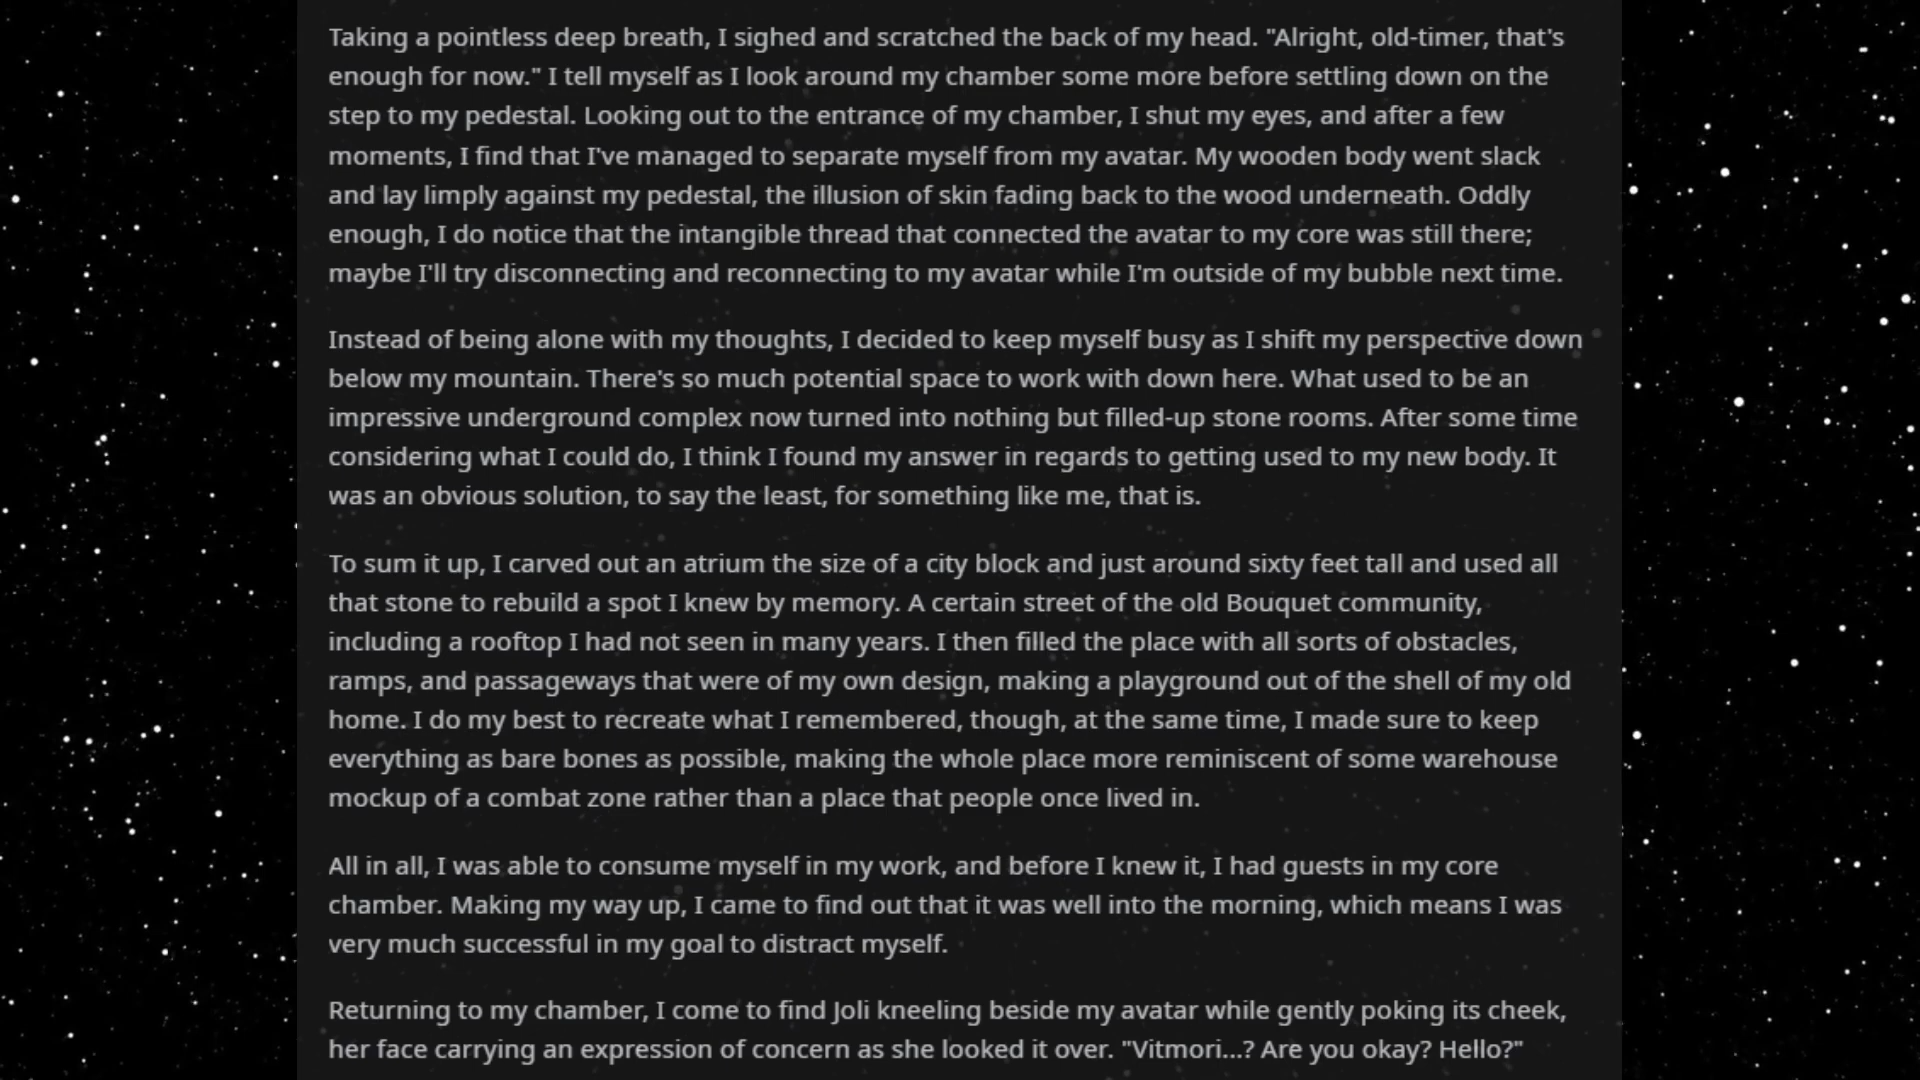 Taking a pointless deep breath, I sighed and scratched the back of my head. "Alright, old-timer, that's
enough for now." I tell myself as I look around my chamber some more before settling down on the
step to my pedestal. Looking out to the entrance of my chamber, I shut my eyes, and after a few
moments, I find that I've managed to separate myself from my avatar. My wooden body went slack
and lay limply against my pedestal, the illusion of skin fading back to the wood underneath. Oddly
enough, I do notice that the intangible thread that connected the avatar to my core was still there;
maybe I'll try disconnecting and reconnecting to my avatar while I'm outside of my bubble next time.
Instead of being alone with my thoughts, I decided to keep myself busy as I shift my perspective down
below my mountain. There's so much potential space to work with down here. What used to be an
impressive underground complex now turned into nothing but filled-up stone rooms. After some time
considering what I could do, I think I found my answer in regards to getting used to my new body. It
was an obvious solution, to say the least, for something like me, that is.
To sum it up, I carved out an atrium the size of a city block and just around sixty feet tall and used all
that stone to rebuild a spot I knew by memory. A certain street of the old Bouquet community,
including a rooftop I had not seen in many years. I then filled the place with all sorts of obstacles,
ramps, and passageways that were of my own design, making a playground out of the shell of my old
home. I do my best to recreate what I remembered, though, at the same time, I made sure to keep
everything as bare bones as possible, making the whole place more reminiscent of some warehouse
mockup of a combat zone rather than a place that people once lived in.
All in all, I was able to consume myself in my work, and before I knew it, I had guests in my core
chamber. Making my way up, I came to find out that it was well into the morning, which means I was
very much successful in my goal to distract myself.
Returning to my chamber, I come to find Joli kneeling beside my avatar while gently poking its cheek,
her face carrying an expression of concern as she looked it over. "Vitmori...? Are you okay? Hello?"